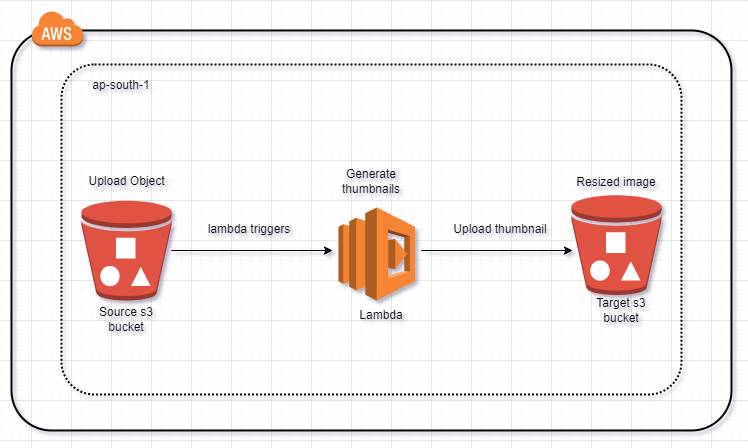 AWS
ap-south-1
Upload Object
Generate
thumbnails
Resized image
lambda triggers
Upload thumbnail
Source s3
bucket
Lambda
Target s3
bucket